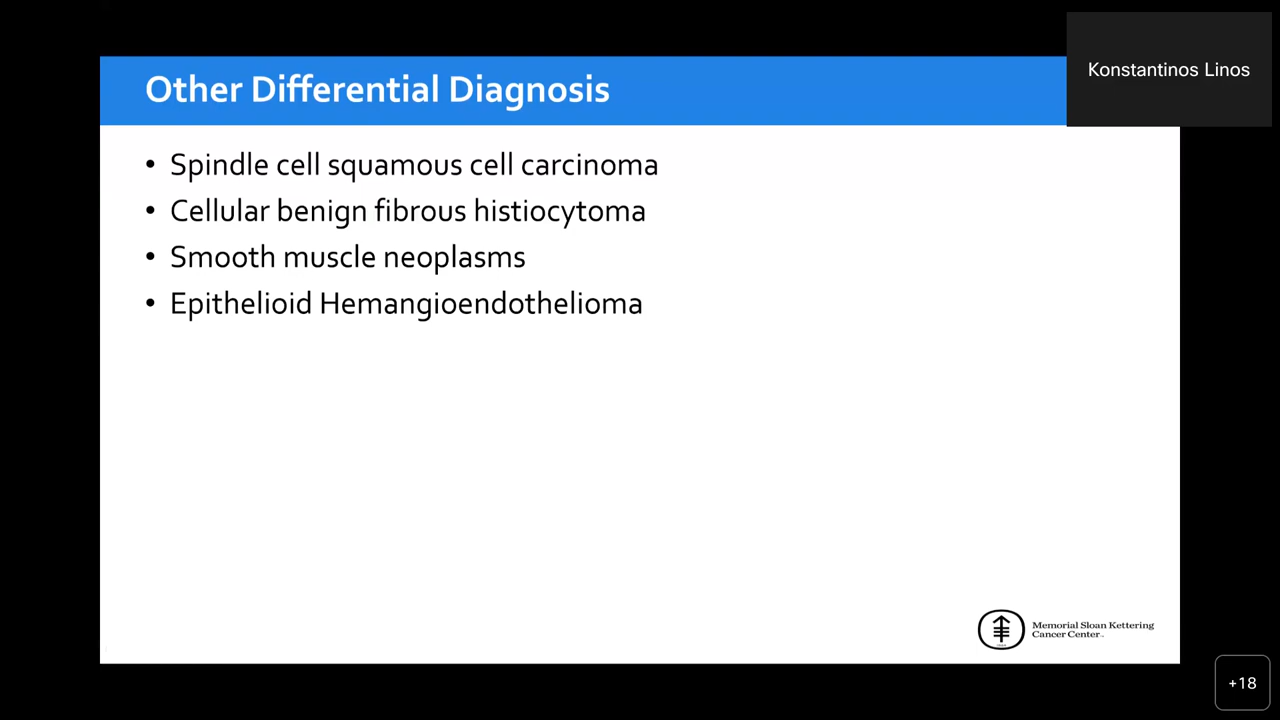 Other Differential Diagnosis
Konstantinos Linos
• Spindle cell squamous cell carcinoma
• Cellular benign fibrous histiocytoma
• Smooth muscle neoplasms
• Epithelioid Hemangioendothelioma
Memorial Sloan Kettering
Cancer Center
+18